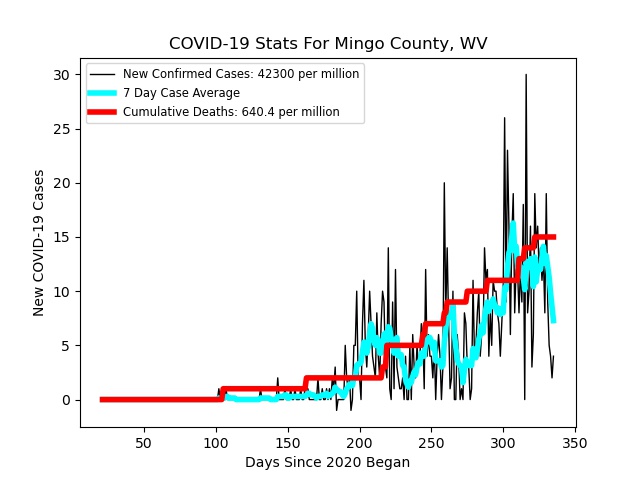 COVID-19 Stats For Mingo County, WV
New Confirmed Cases: 42300 per million
7 Day Case Average
Cumulative Deaths: 640.4 per million
30
25
20
15
10
5
0
New COVID-19 Cases
50 100 150 200 250 300 350
Days Since 2020 Began